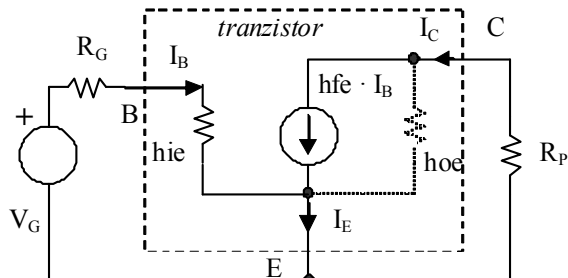 tranzistor
R_G
I_B
I_C
C
+
B
hfe · I_B
hie
hoe
R_P
V_G
I_E
E